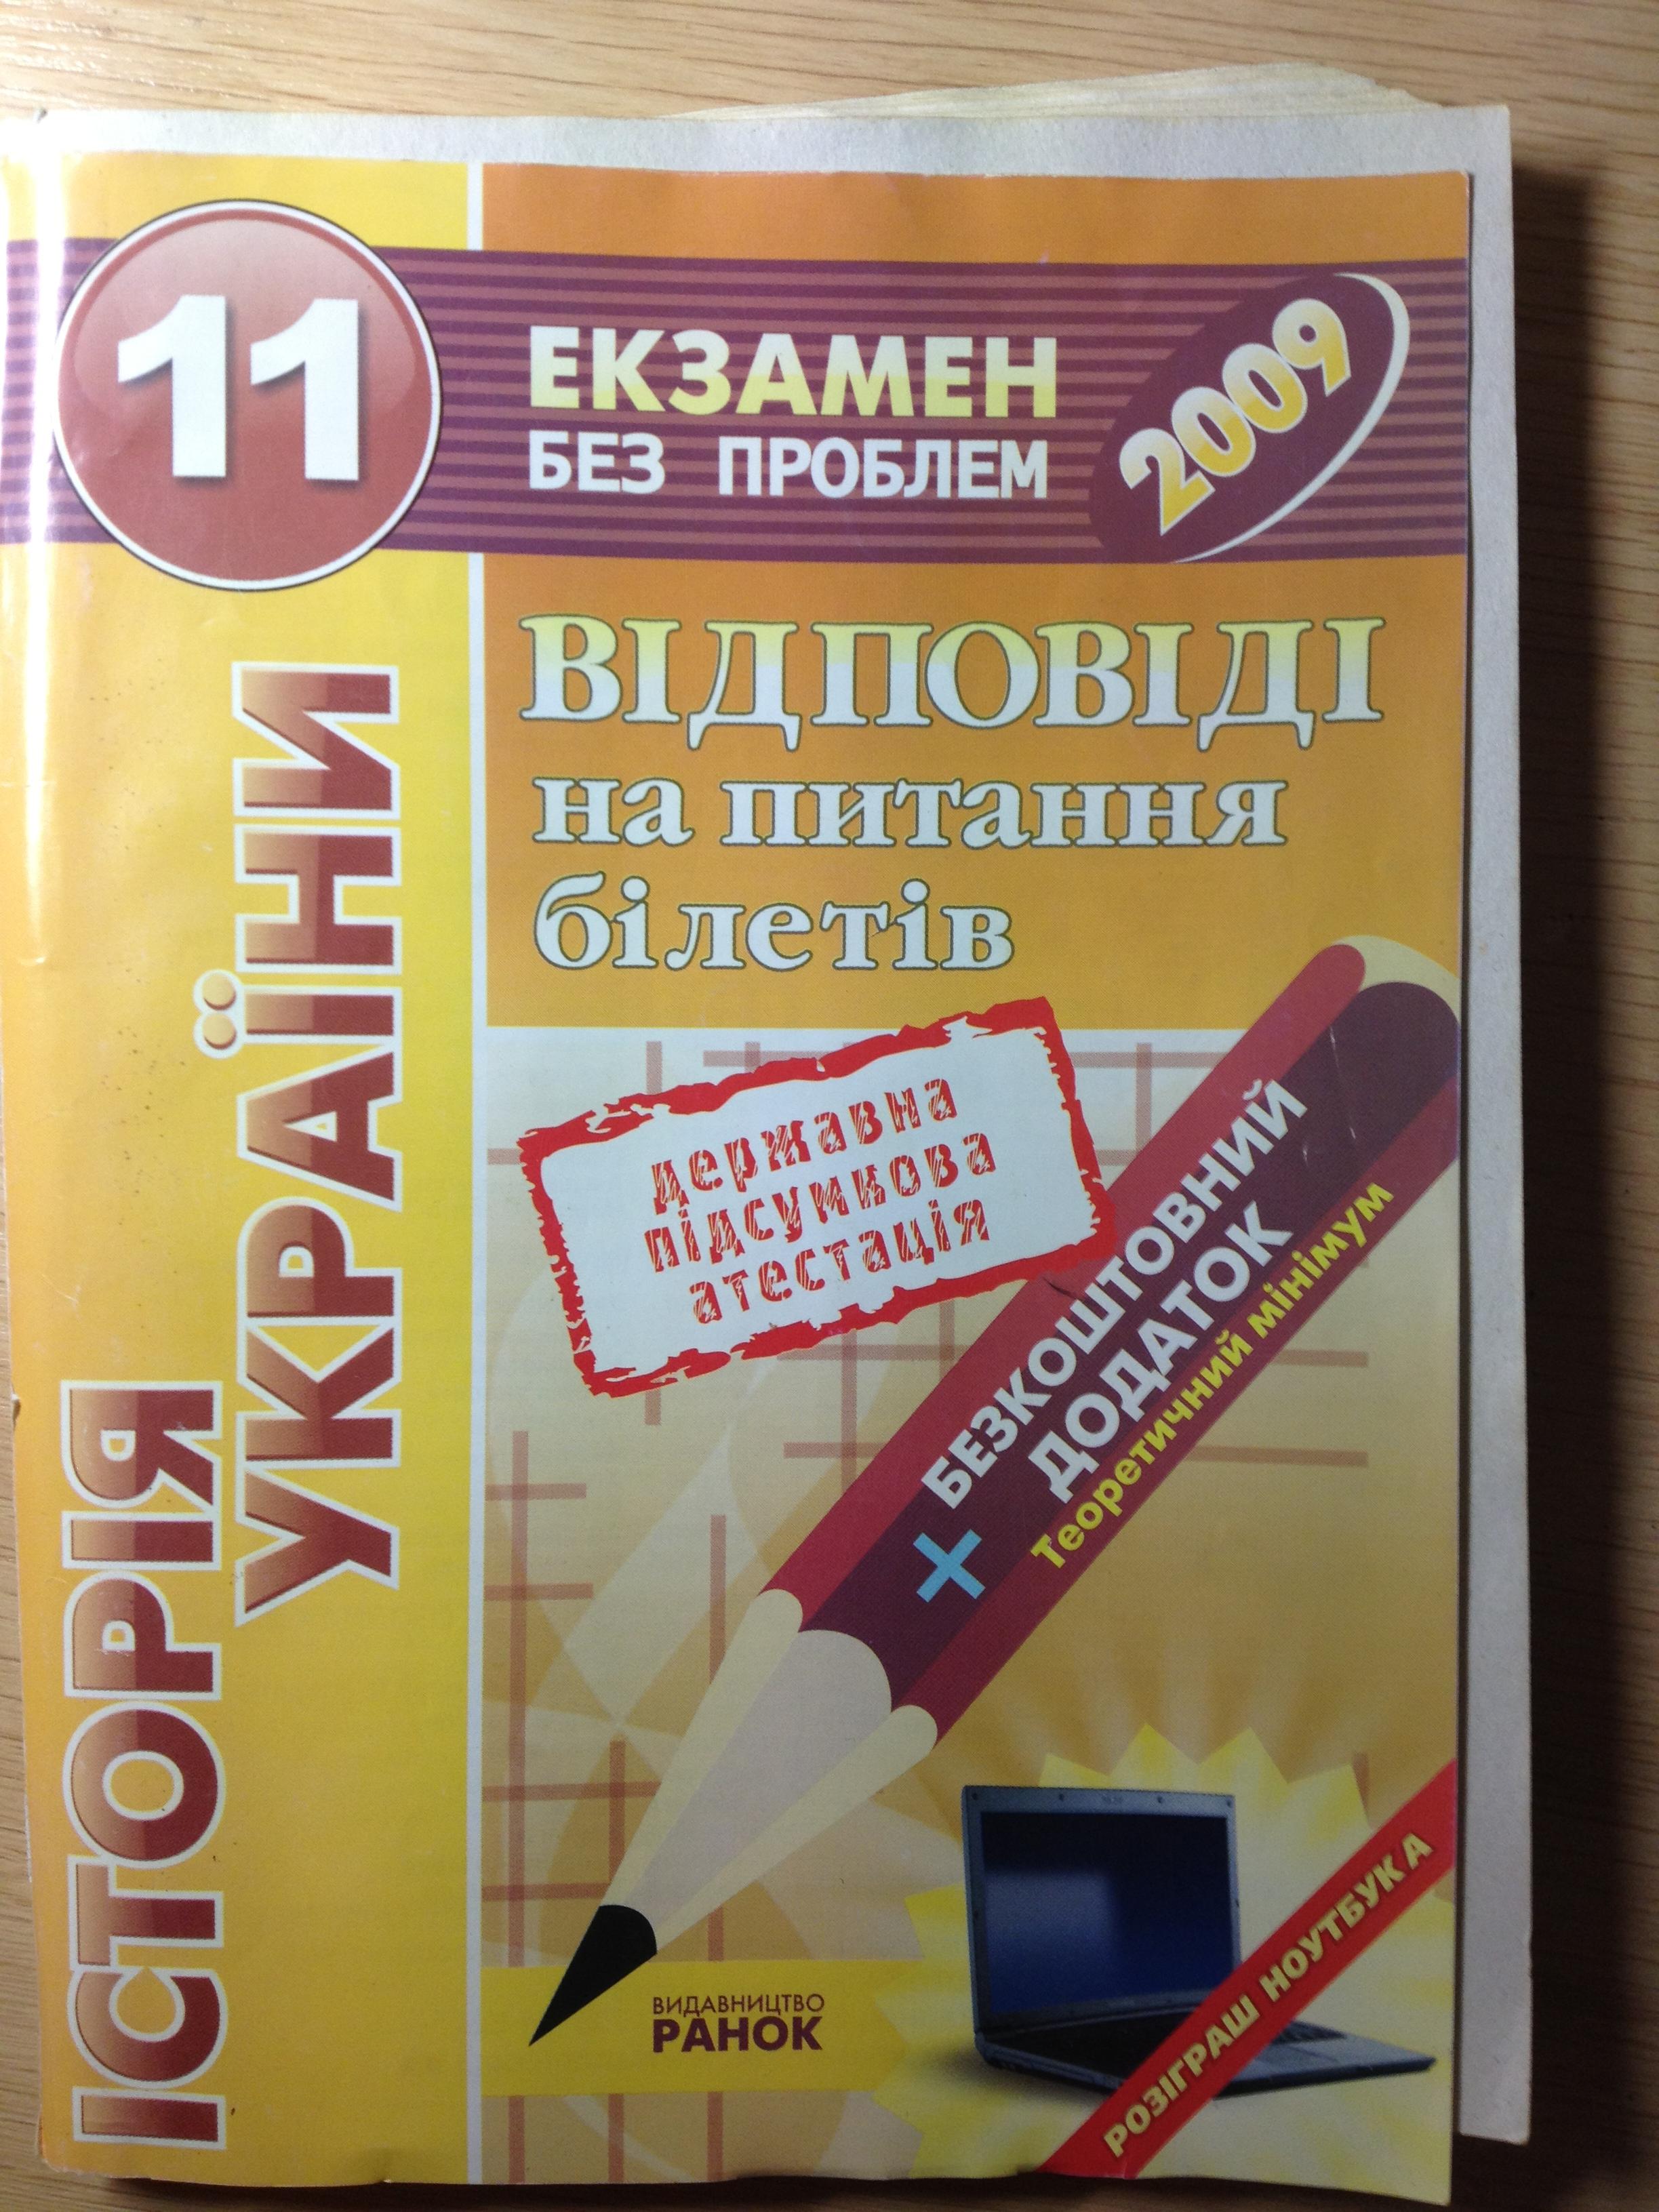 11
ЕКЗАМЕН
БЕЗ ПРОБЛЕМ
2009
ІСТОРІЯ
УКРАЇНИ
ВІДПОВІДІ
на питання
білетів
державна
підсумкова
атестація
+ БЕЗКОШТОВНИЙ
ДОДАТОК
Теоретичний мінімум
ВИДАВНИЦТВО
РАНОК
РОЗІГРАШ НОУТБУКА